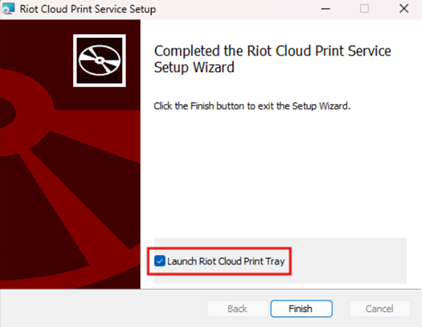 Riot Cloud Print Service Setup
Completed the Riot Cloud Print Service
Setup Wizard
Click the Finish button to exit the Setup Wizard.
Launch Riot Cloud Print Tray
Back
Finish
Cancel